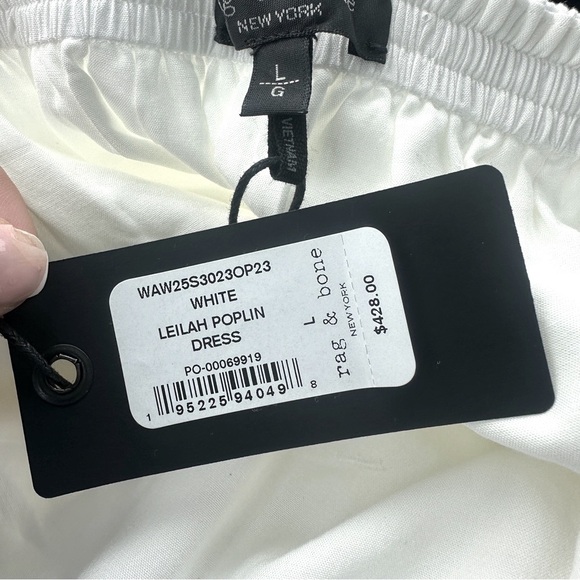 NEW YORK
L
G
VIETNAM
WAW25S3023OP23
WHITE
LEILAH POPLIN
DRESS
PO-00069919
1 95225 94049 8
L
rag & bone
NEW YORK
$428.00